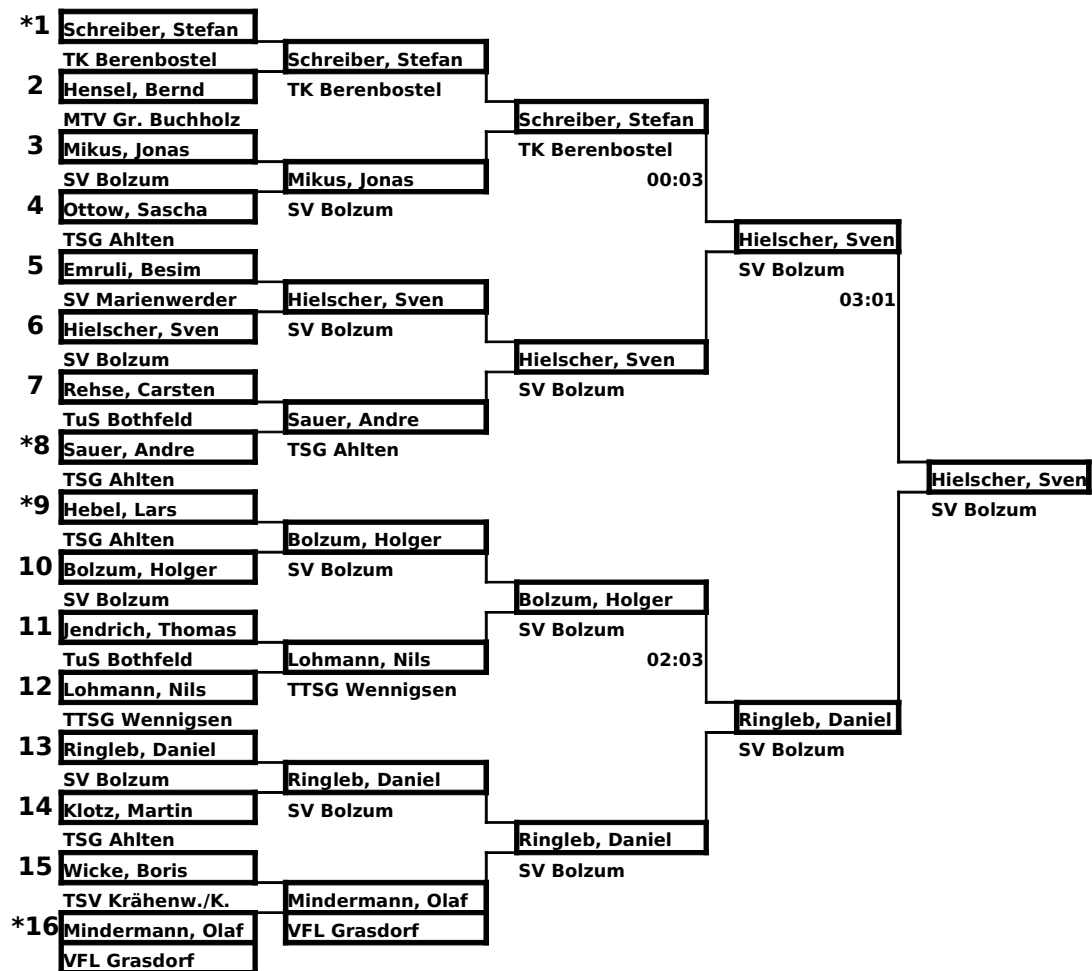 *1 Schreiber, Stefan
TK Berenbostel
2 Hensel, Bernd
MTV Gr. Buchholz
3 Mikus, Jonas
SV Bolzum
4 Ottow, Sascha
TSG Ahlten
5 Emruli, Besim
SV Marienwerder
6 Hielscher, Sven
SV Bolzum
7 Rehse, Carsten
TuS Bothfeld
*8 Sauer, Andre
TSG Ahlten
*9 Hebel, Lars
TSG Ahlten
10 Bolzum, Holger
SV Bolzum
11 Jendrich, Thomas
TuS Bothfeld
12 Lohmann, Nils
TTSG Wennigsen
13 Ringleb, Daniel
SV Bolzum
14 Klotz, Martin
TSG Ahlten
15 Wicke, Boris
TSV Krähenw./K.
*16 Mindermann, Olaf
VFL Grasdorf
Schreiber, Stefan
TK Berenbostel
Mikus, Jonas
SV Bolzum
Hielscher, Sven
SV Bolzum
Sauer, Andre
TSG Ahlten
Bolzum, Holger
SV Bolzum
Lohmann, Nils
TTSG Wennigsen
Ringleb, Daniel
SV Bolzum
Mindermann, Olaf
VFL Grasdorf
Schreiber, Stefan
TK Berenbostel
00:03
Hielscher, Sven
SV Bolzum
Bolzum, Holger
SV Bolzum
02:03
Ringleb, Daniel
SV Bolzum
Hielscher, Sven
SV Bolzum
03:01
Ringleb, Daniel
SV Bolzum
Hielscher, Sven
SV Bolzum